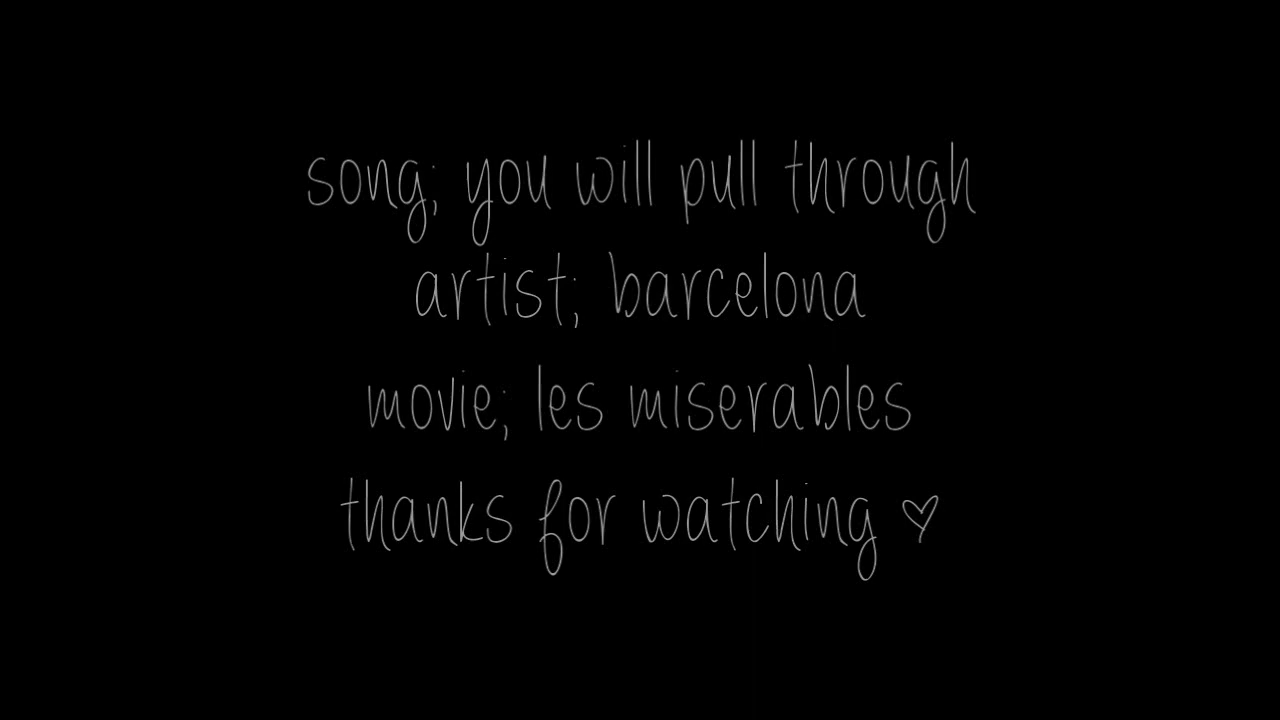 song; you will pull through
artist; barcelona
movie; les miserables
thanks for watching ♡